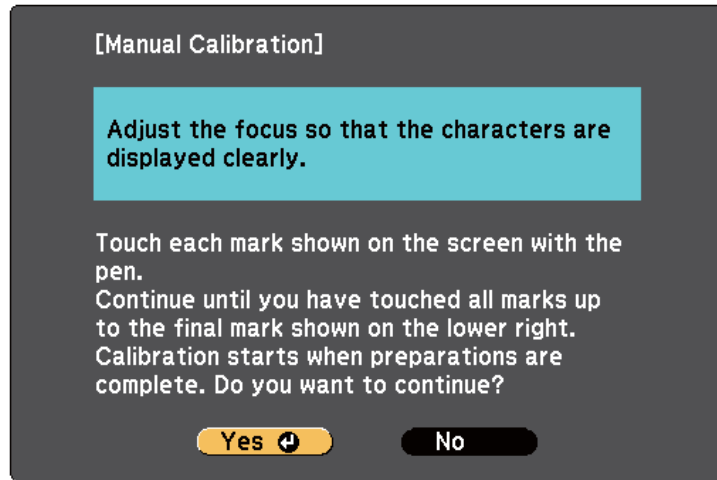 [Manual Calibration]
Adjust the focus so that the characters are
displayed clearly.
Touch each mark shown on the screen with the
pen.
Continue until you have touched all marks up
to the final mark shown on the lower right.
Calibration starts when preparations are
complete. Do you want to continue?
Yes No